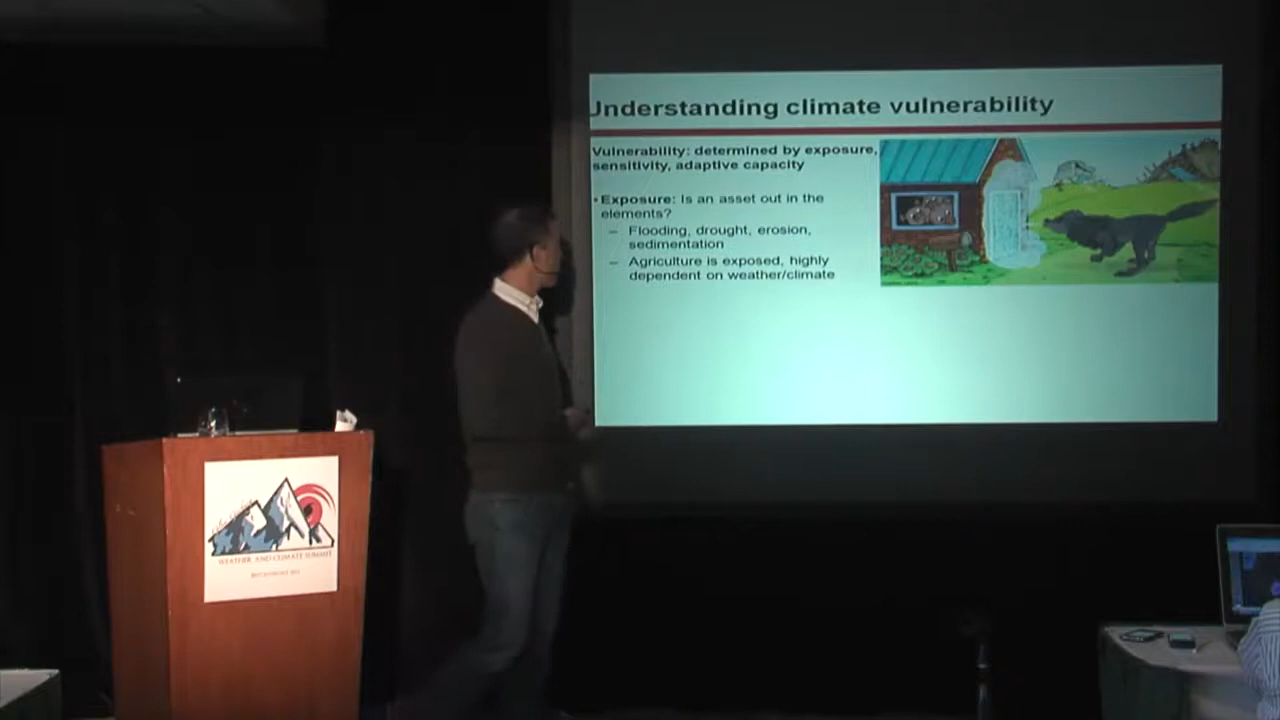 Understanding climate vulnerability
Vulnerability: determined by exposure,
sensitivity, adaptive capacity
• Exposure: Is an asset out in the
elements?
– Flooding, drought, erosion,
sedimentation
– Agriculture is exposed, highly
dependent on weather/climate
WEATHER AND CLIMATE SUMMIT